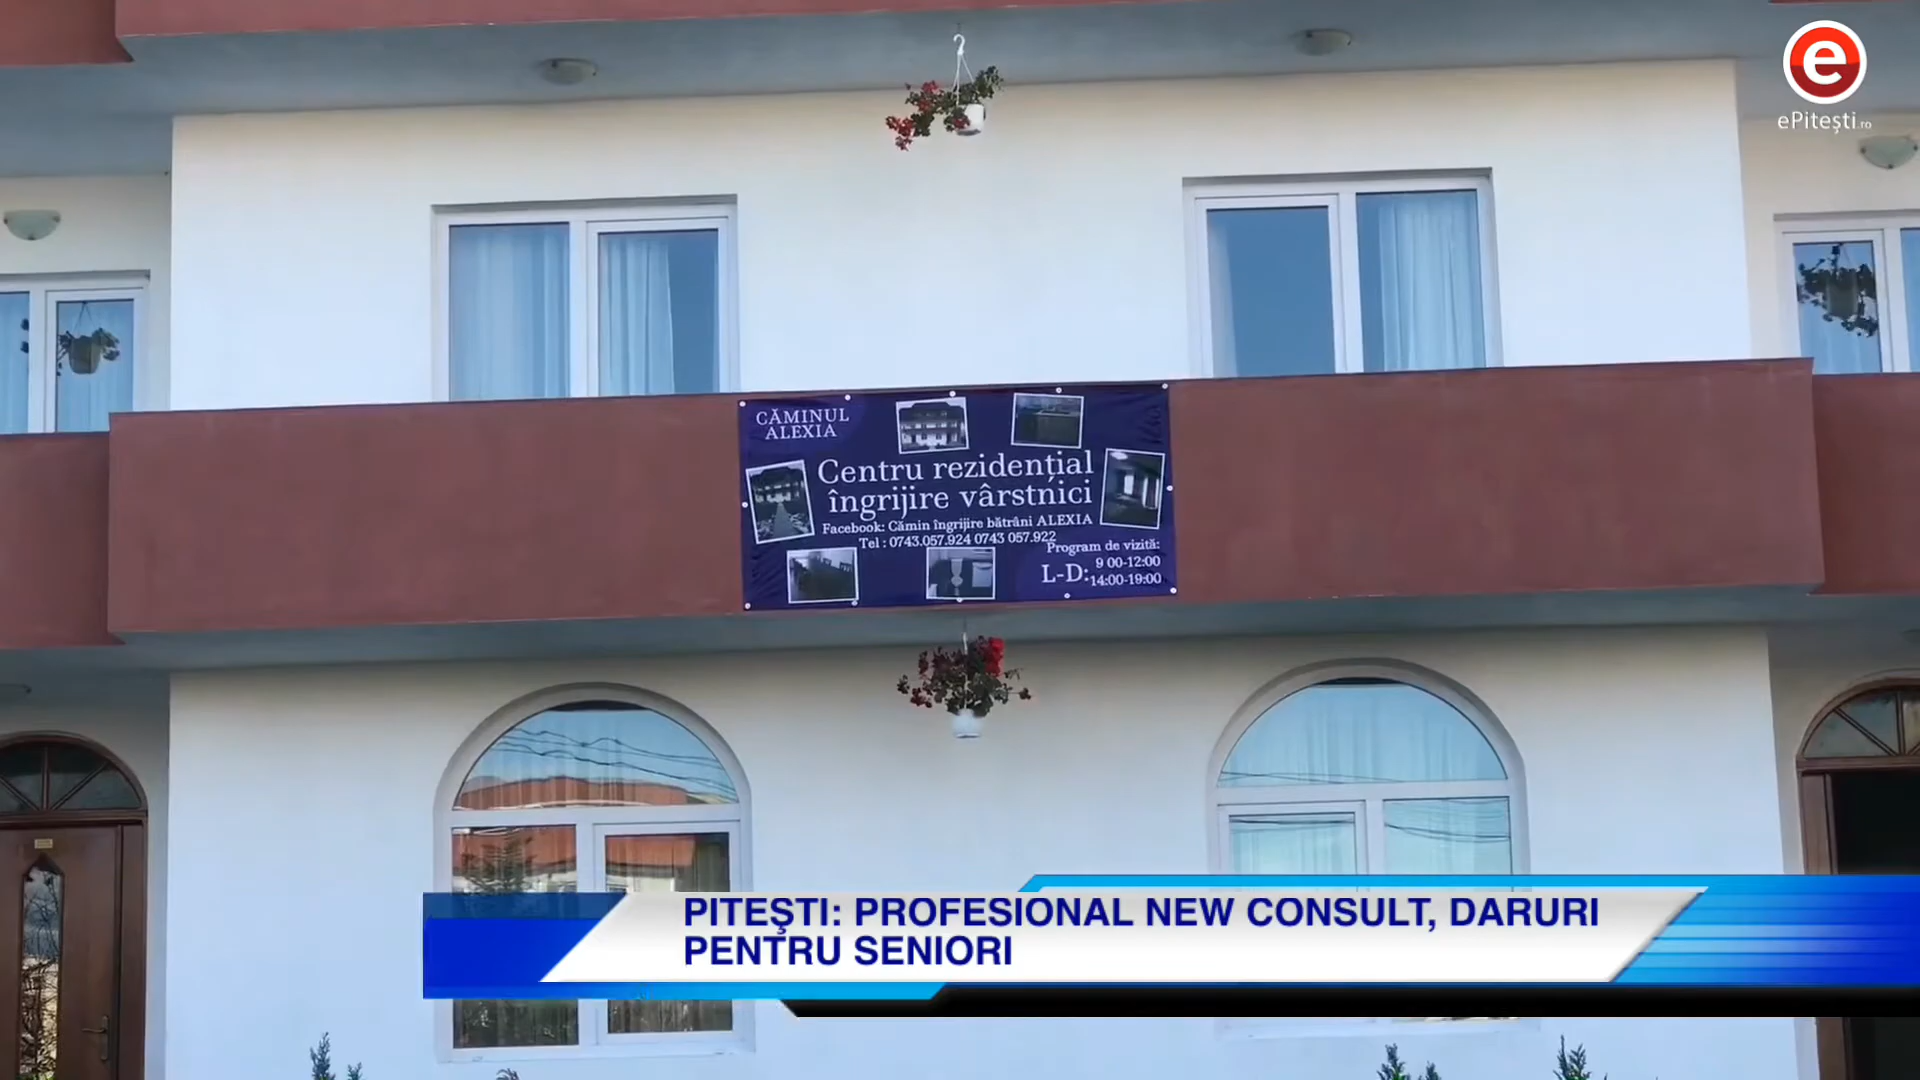 e
ePitești.ro
CĂMINUL
ALEXIA
Centru rezidențial
îngrijire vârstnici
Facebook: Cămin îngrijire bătrâni ALEXIA
Tel : 0743.057.924 0743 057.922
Program de vizită:
L-D: 9 00-12:00
14:00-19:00
PITEŞTI: PROFESIONAL NEW CONSULT, DARURI
PENTRU SENIORI